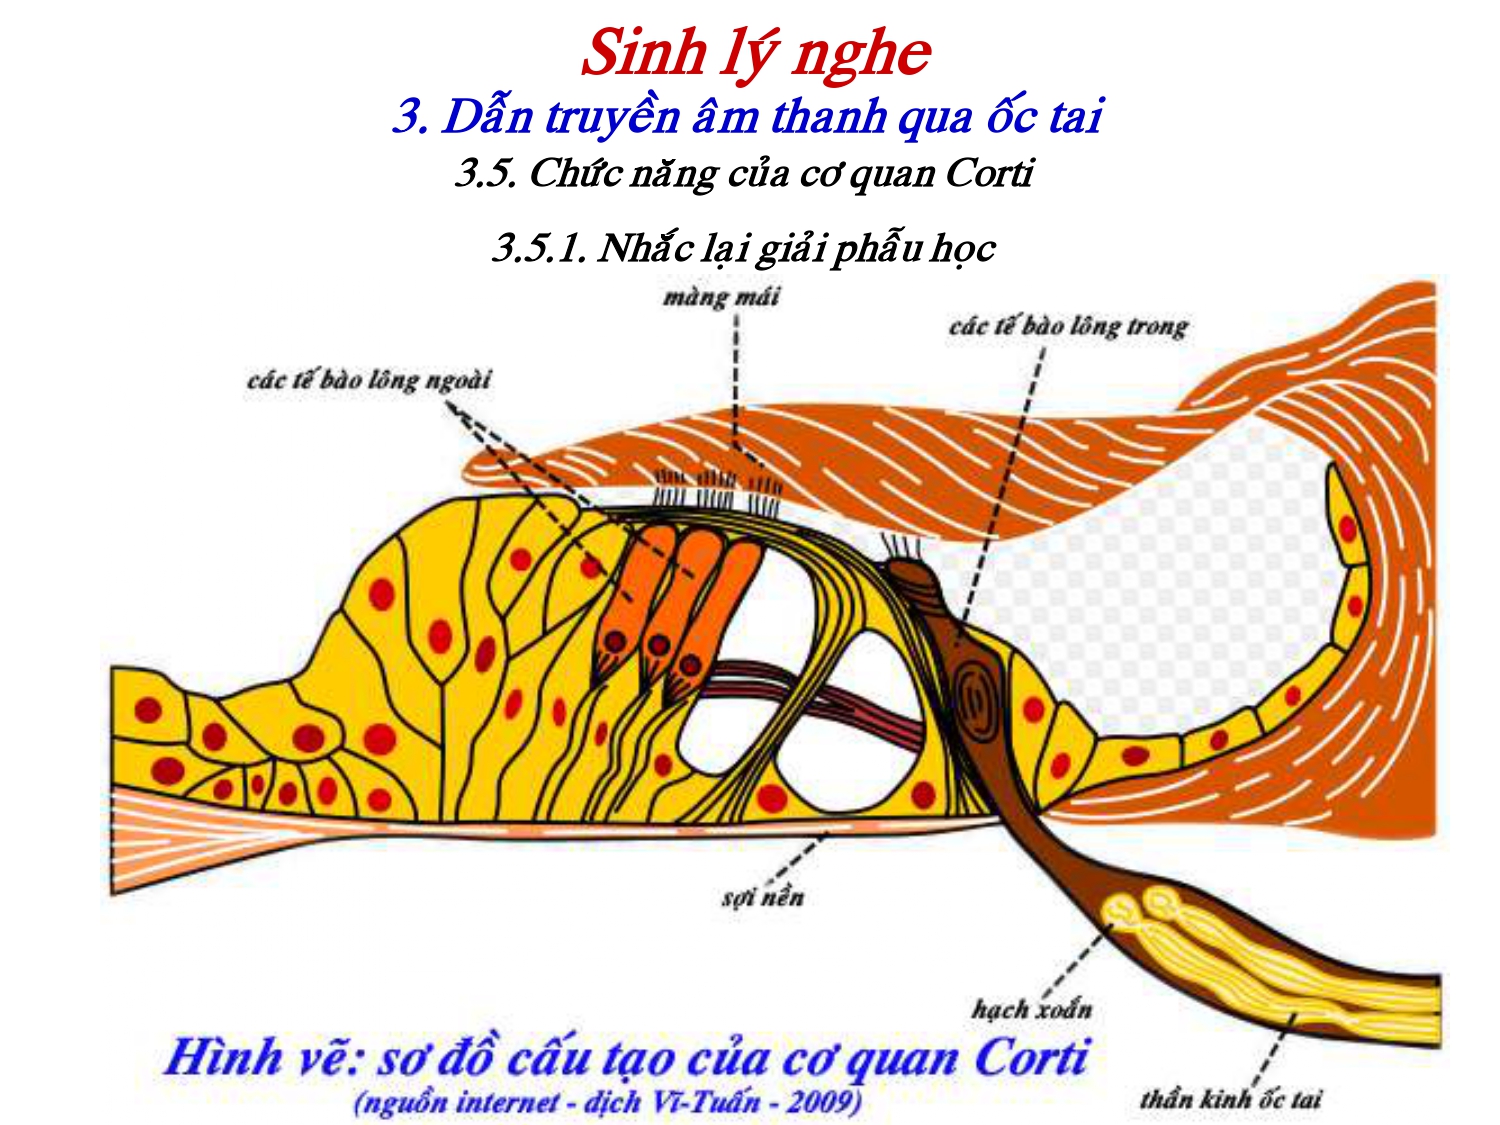 Sinh lý nghe
3. Dẫn truyền âm thanh qua ốc tai
3.5. Chức năng của cơ quan Corti
3.5.1. Nhắc lại giải phẫu học
màng mái
các tế bào lông trong
các tế bào lông ngoài
sợi nền
hạch xoắn
Hình vẽ: sơ đồ cấu tạo của cơ quan Corti
(nguồn internet - dịch Vĩ-Tuấn - 2009)
thần kinh ốc tai